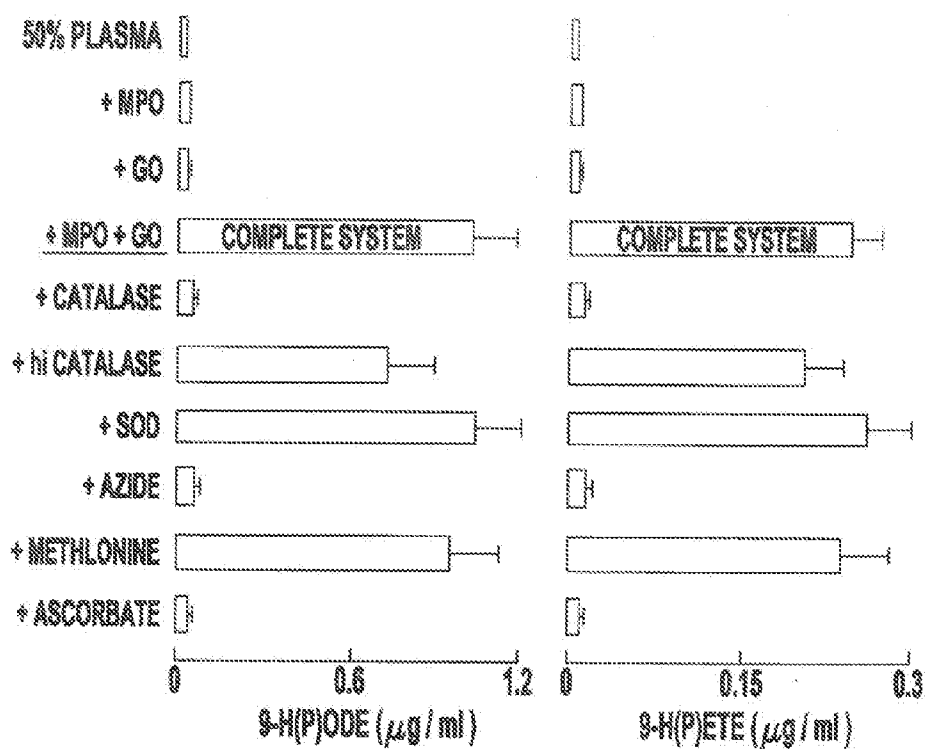 50% PLASMA
+ MPO
+ GO
+ MPO + GO COMPLETE SYSTEM COMPLETE SYSTEM
+ CATALASE
+ hi CATALASE
+ SOD
+ AZIDE
+ METHLONINE
+ ASCORBATE
0 0.6 1.2 0 0.15 0.3
9-H(P)ODE (μg / ml) 9-H(P)ETE (μg / ml)